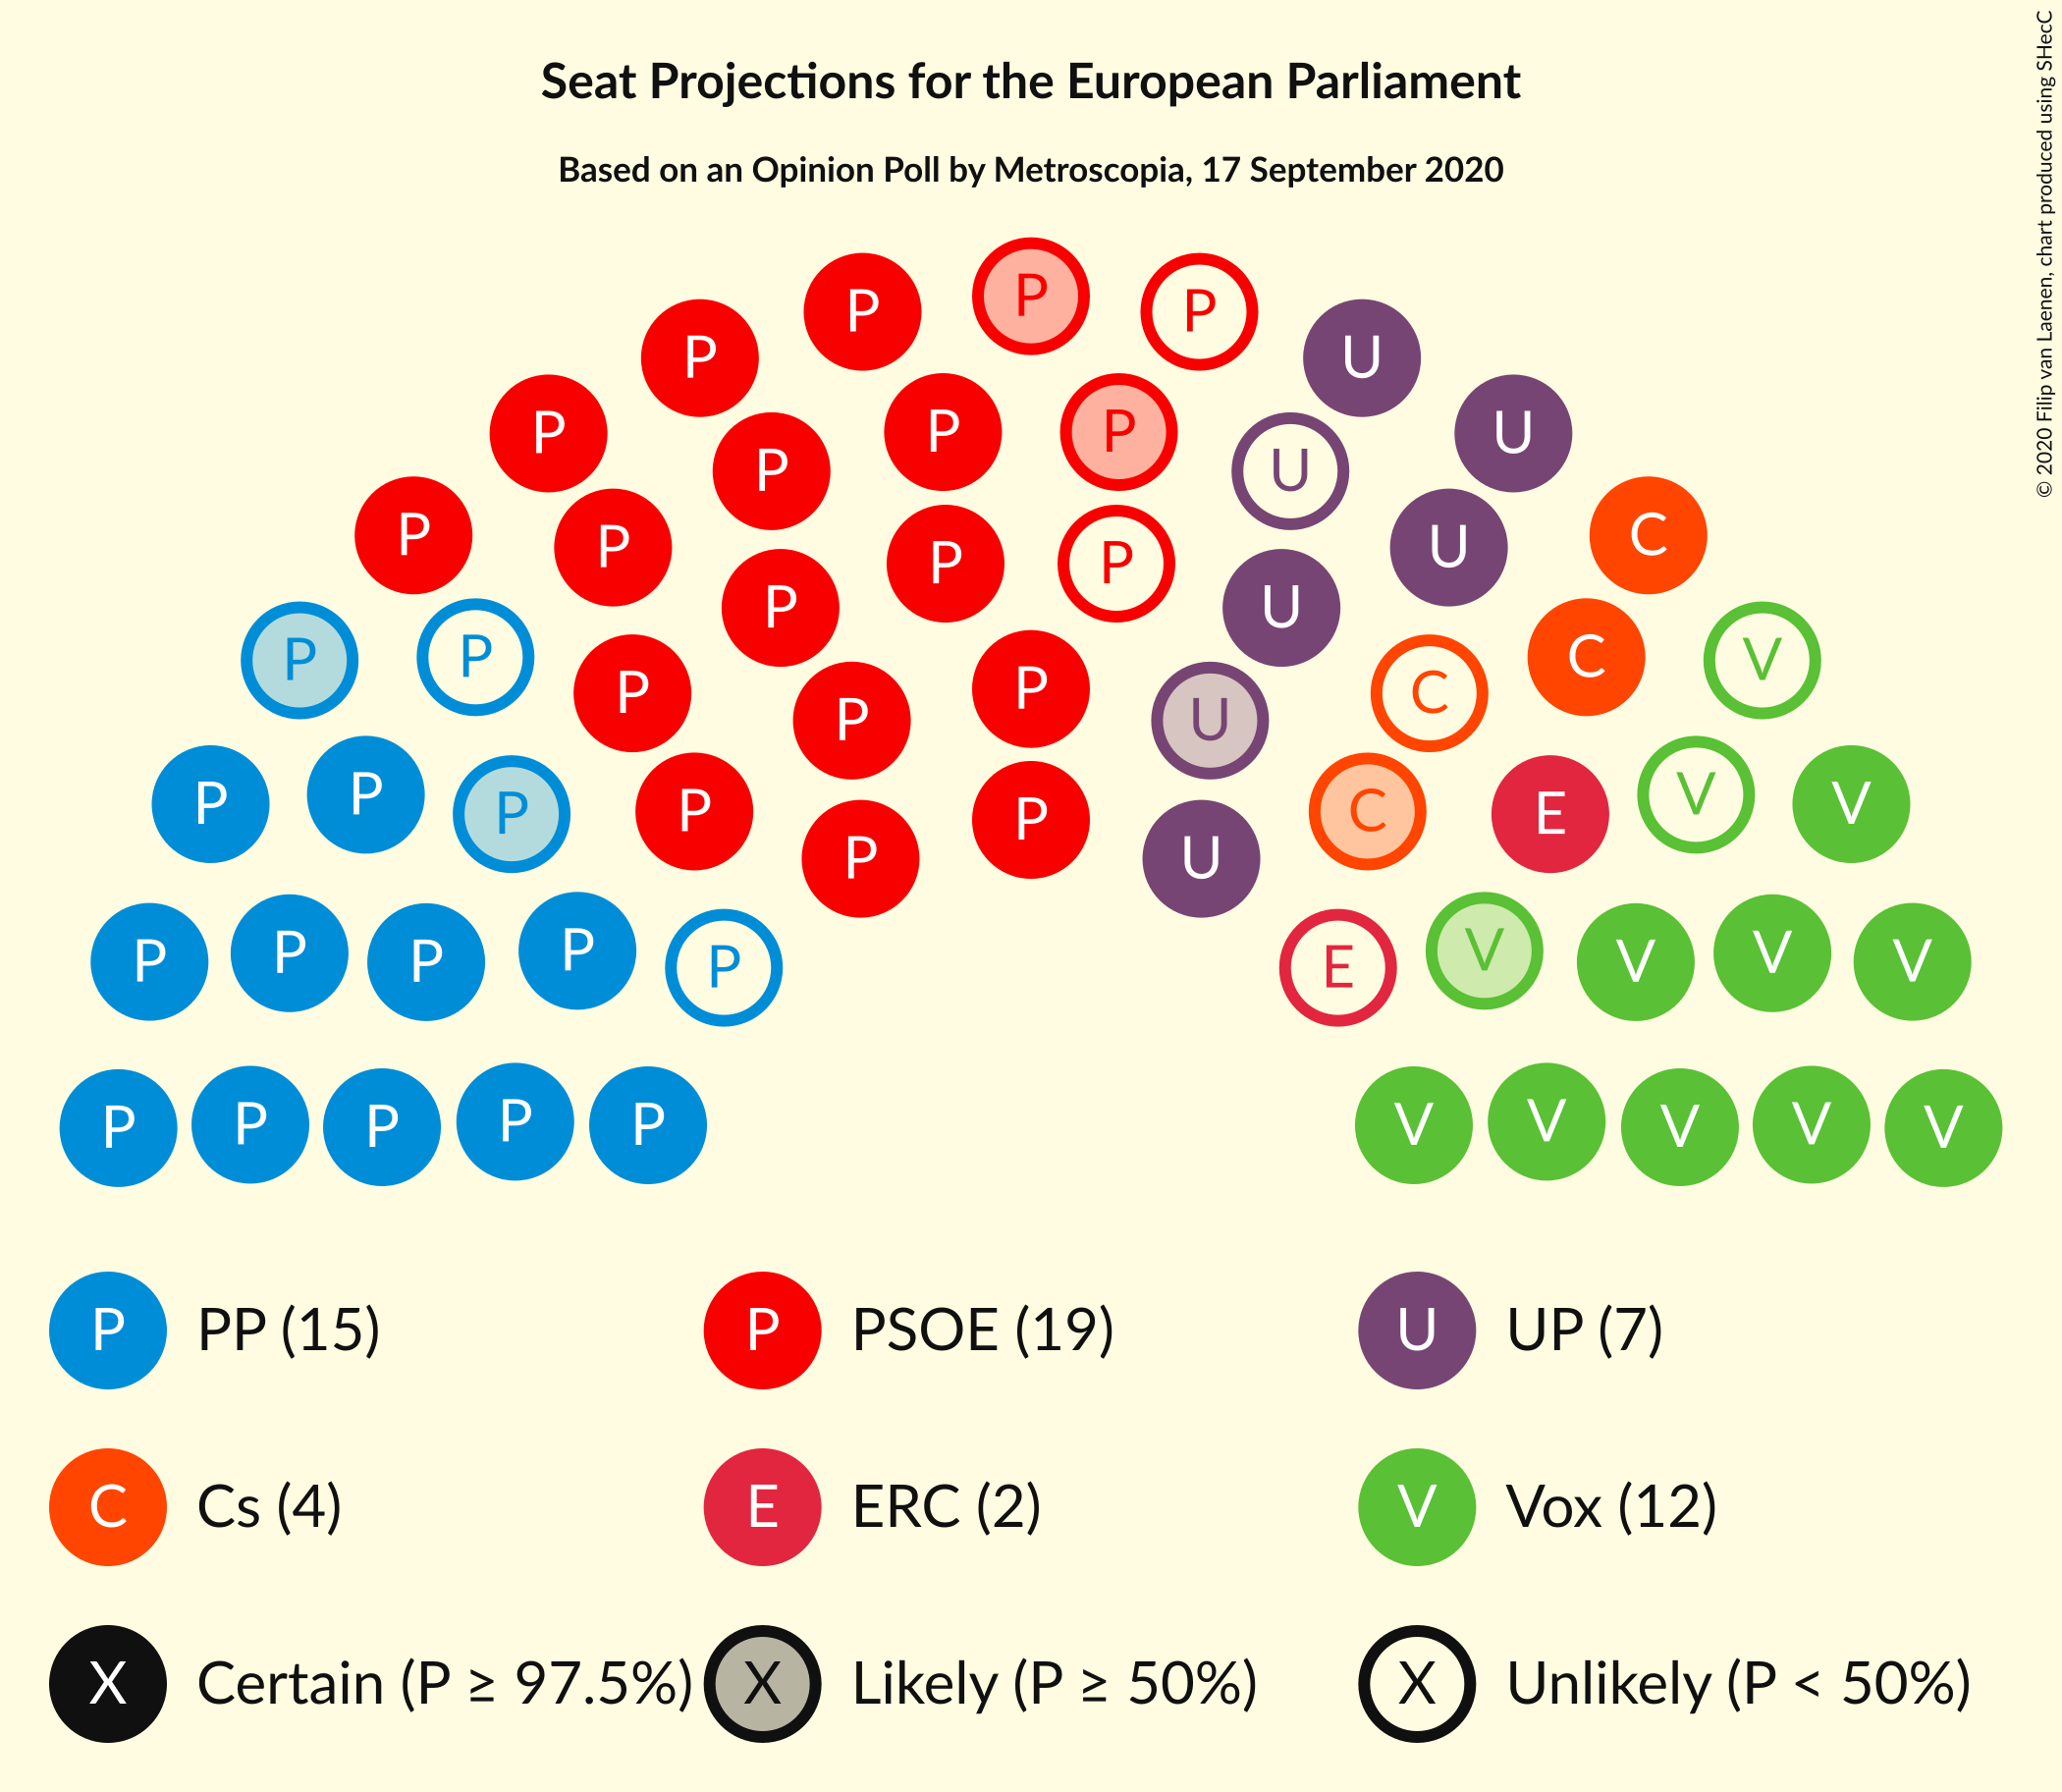 Seat Projections for the European Parliament
Based on an Opinion Poll by Metroscopia, 17 September 2020
© 2020 Filip van Laenen, chart produced using SHecC
P
P P
P U
P P P U
P P U U
P P P C
P P U
P P C
P P C V
P P U P
P P V V
P P C
P P E
P U
P P P V V V
P P V V
P E
P P P P P V V V V V
P PP (15) P PSOE (19) U UP (7)
C Cs (4) E ERC (2) V Vox (12)
X Certain (P ≥ 97.5%) X Likely (P ≥ 50%) X Unlikely (P < 50%)